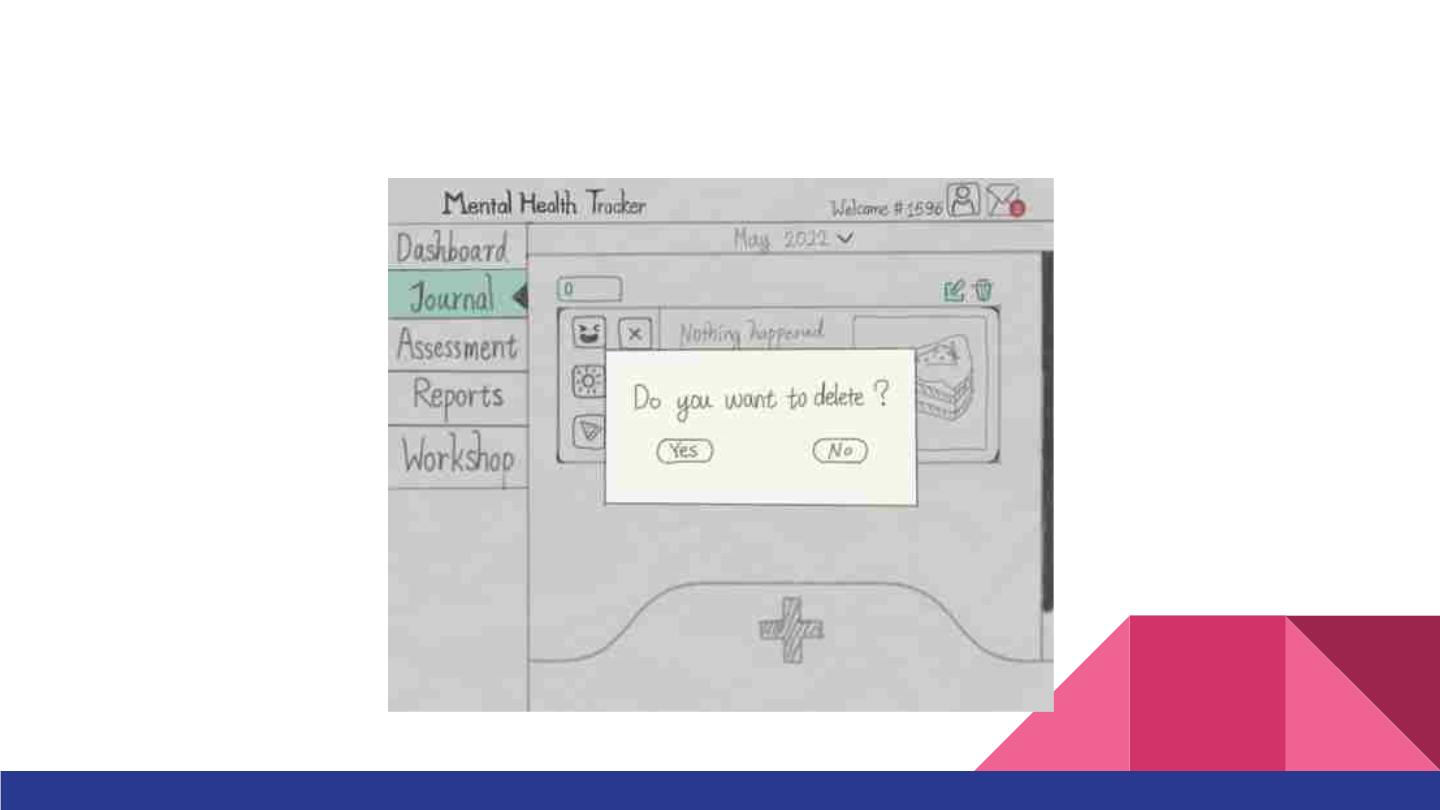 Mental Health Tracker
Welcome #1596
Dashboard
Journal
Assessment
Reports
Workshop
May 2022
0
Nothing happened
Do you want to delete?
Yes
No